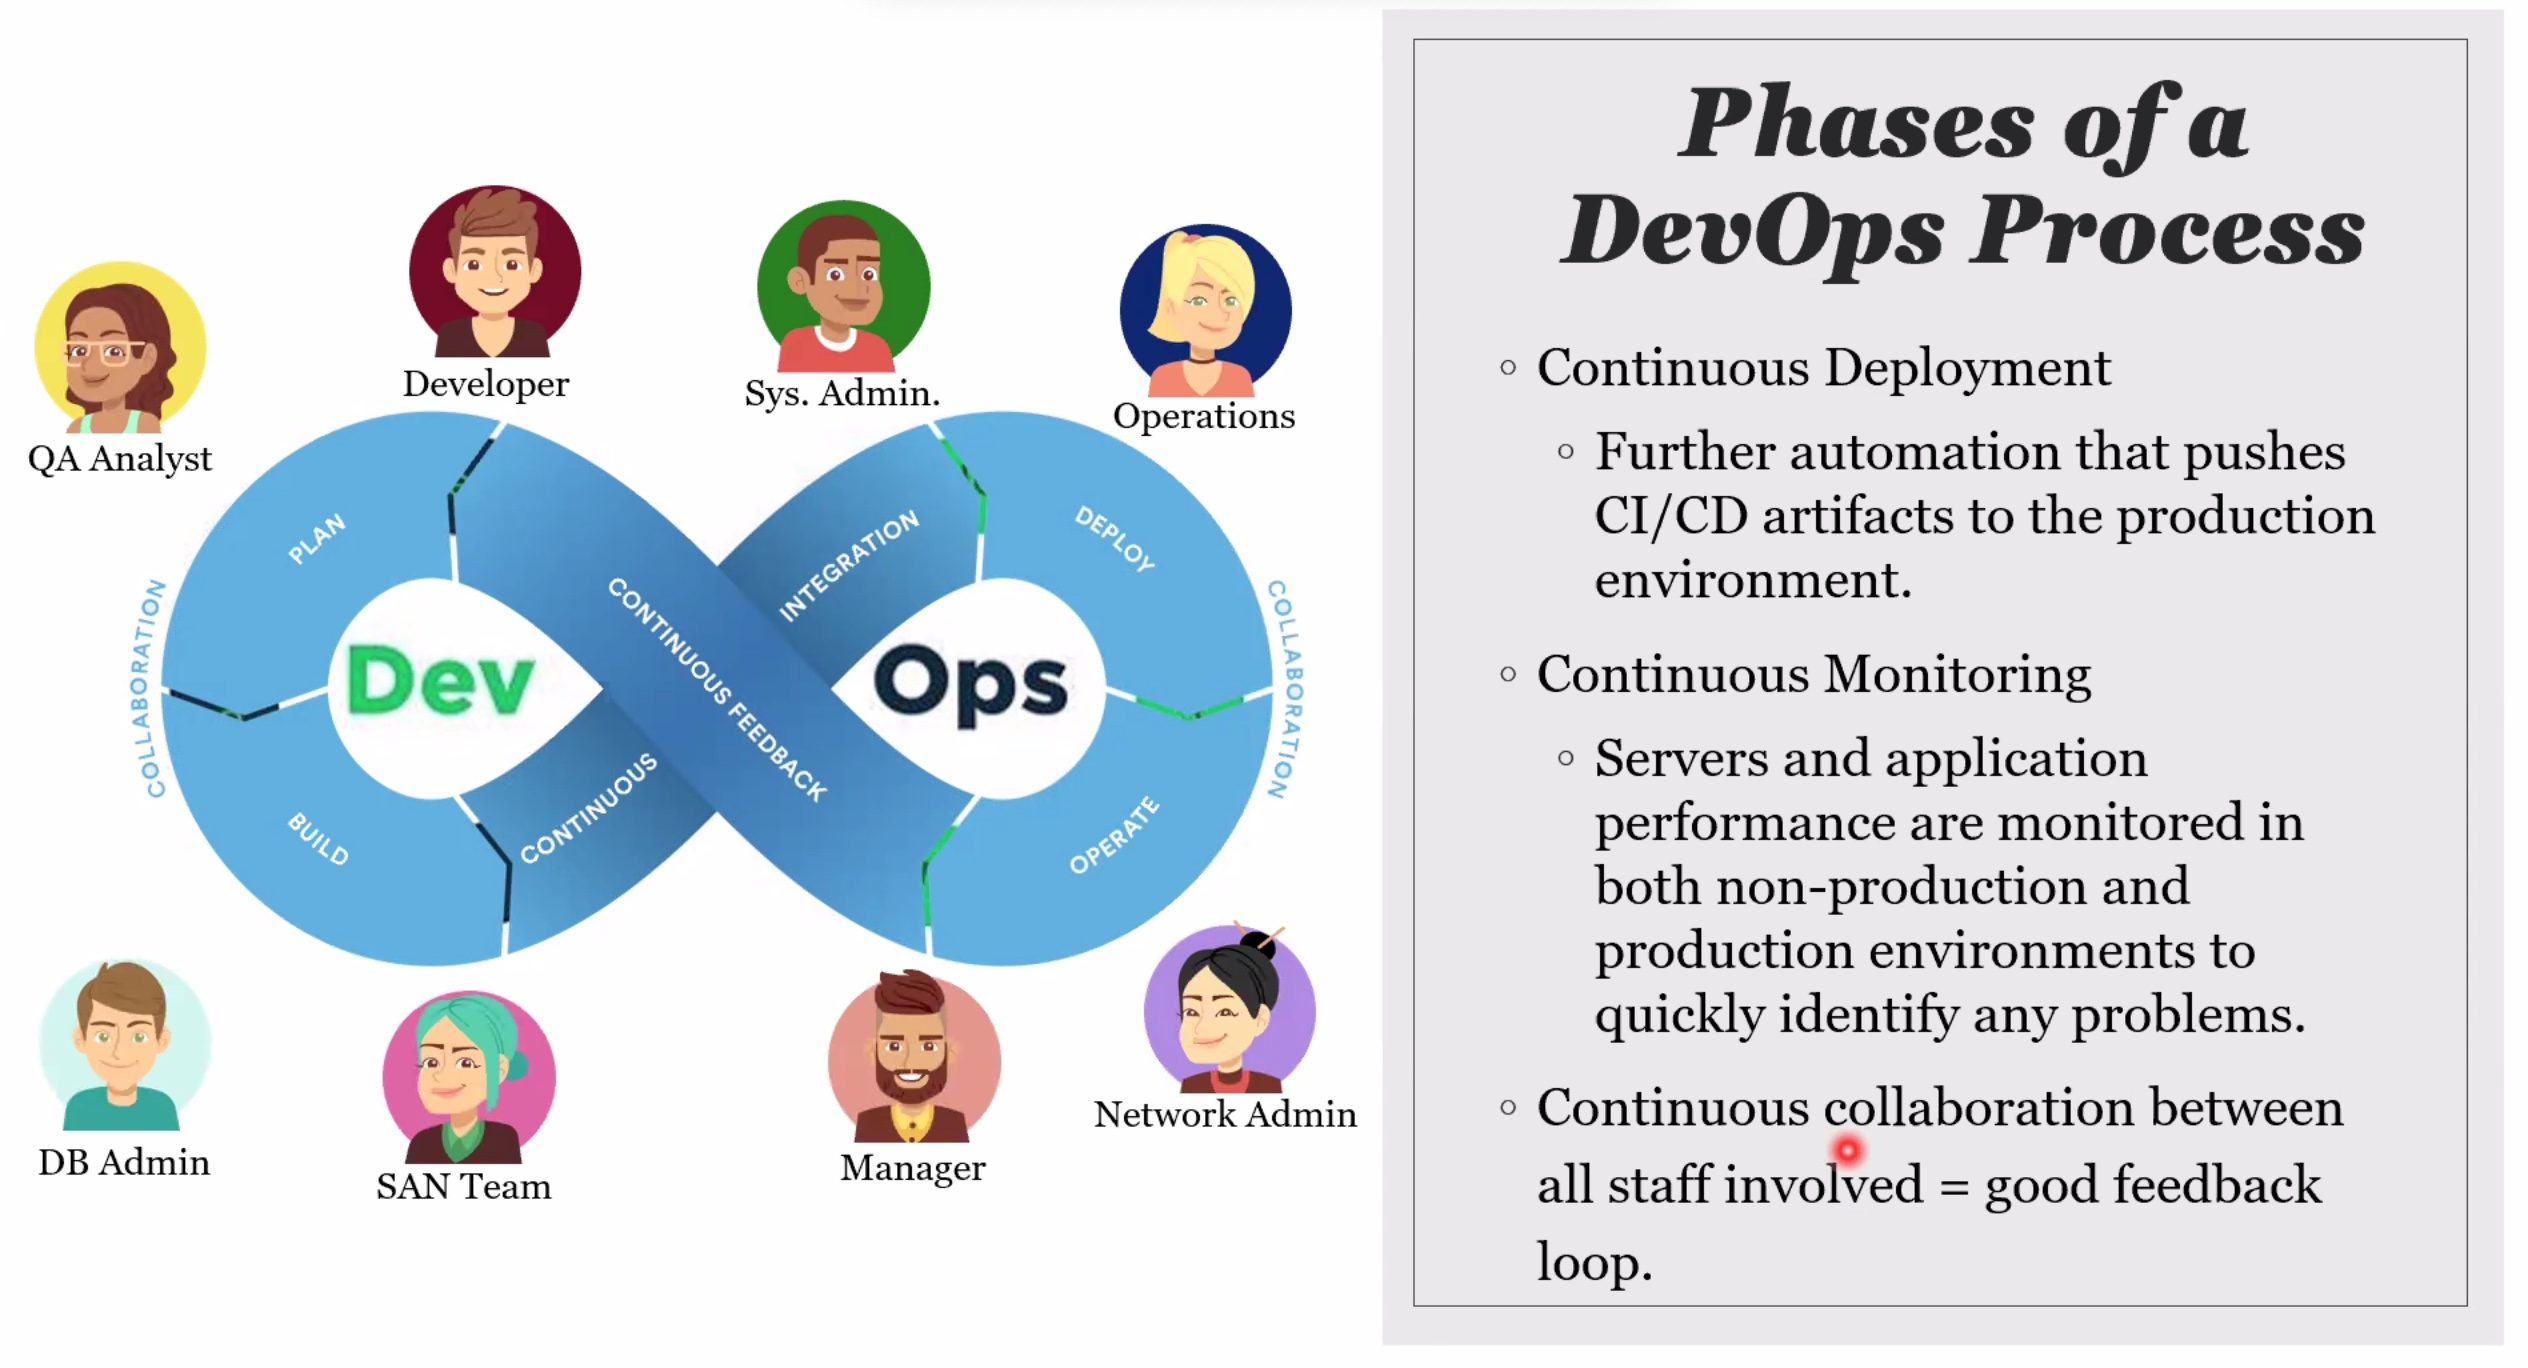 Phases of a
DevOps Process
Developer
Sys. Admin.
Operations
QA Analyst
PLAN
CONTINUOUS FEEDBACK
INTEGRATION
DEPLOY
COLLABORATION
COLLABORATION
Dev
Ops
BUILD
CONTINUOUS
OPERATE
DB Admin
SAN Team
Manager
Network Admin
◦ Continuous Deployment
◦ Further automation that pushes
CI/CD artifacts to the production
environment.
◦ Continuous Monitoring
◦ Servers and application
performance are monitored in
both non-production and
production environments to
quickly identify any problems.
◦ Continuous collaboration between
all staff involved = good feedback
loop.